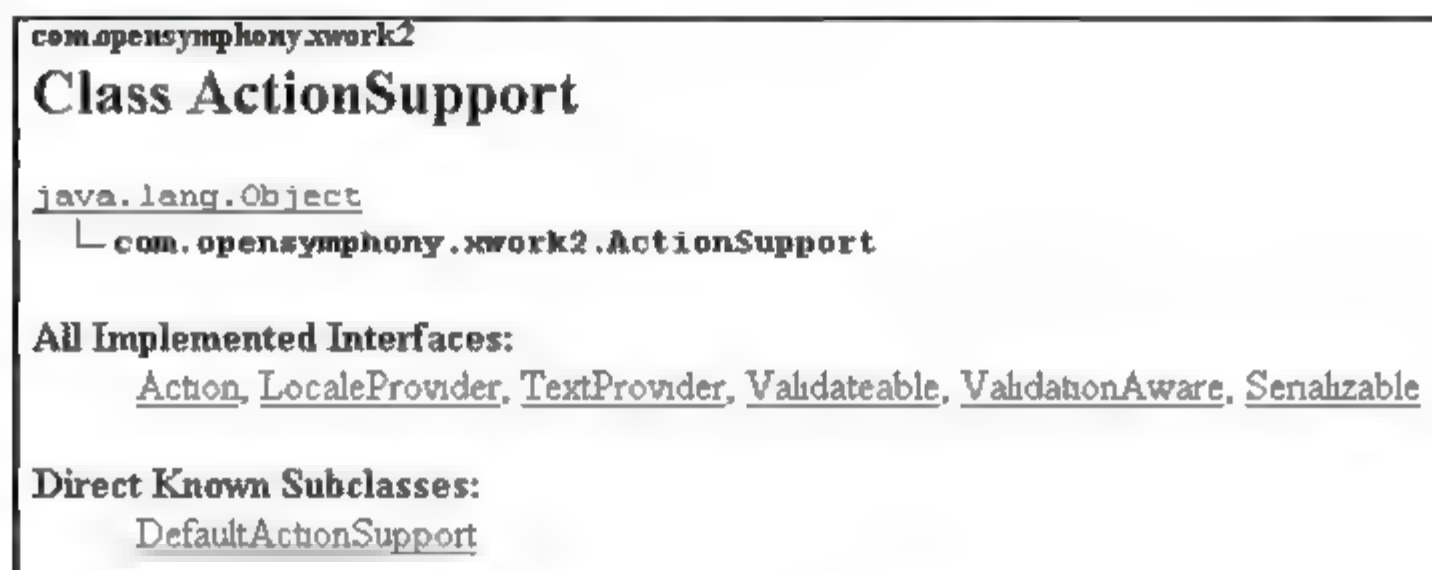 com.opensymphony.xwork2
Class ActionSupport
java.lang.Object
com.opensymphony.xwork2.ActionSupport
All Implemented Interfaces:
Action, LocaleProvider, TextProvider, Validateable, ValidationAware, Serializable
Direct Known Subclasses:
DefaultActionSupport